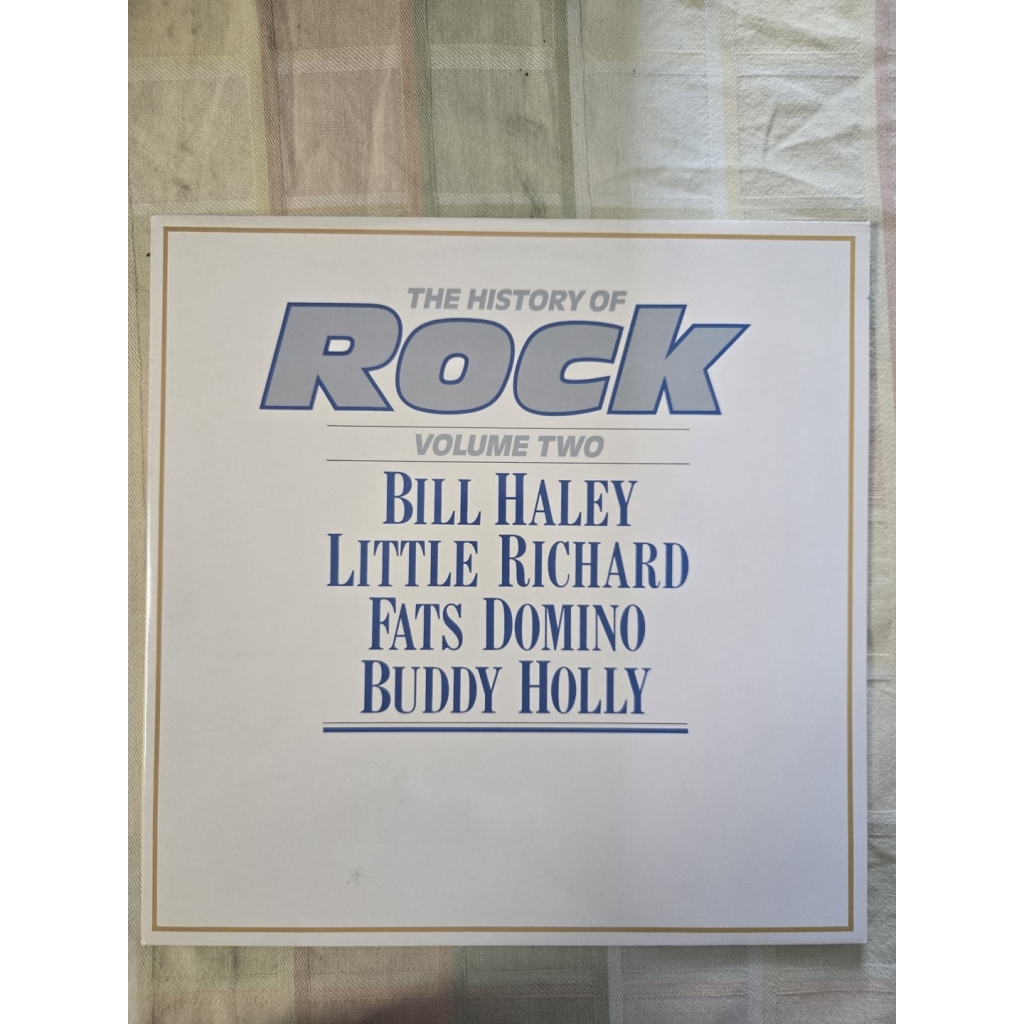 THE HISTORY OF
ROCK
VOLUME TWO
BILL HALEY
LITTLE RICHARD
FATS DOMINO
BUDDY HOLLY